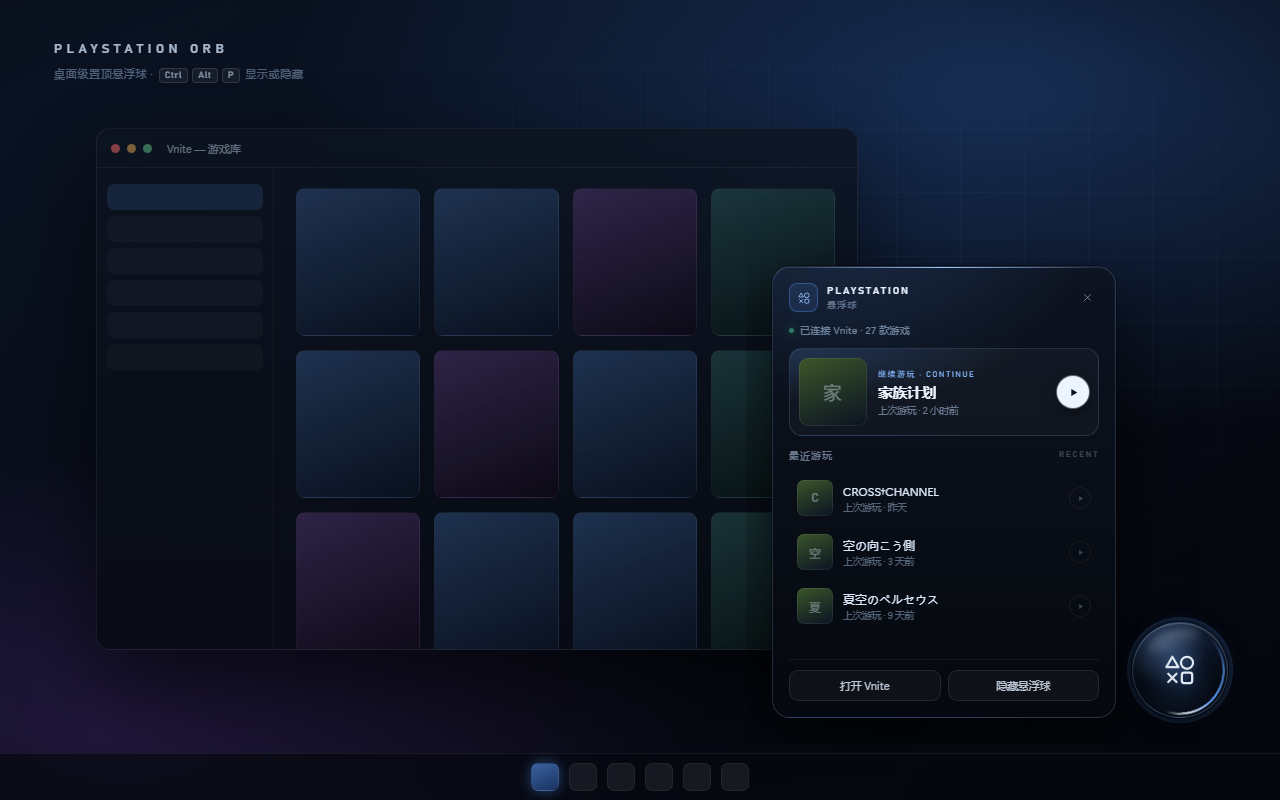 PLAYSTATION ORB
桌面级置顶悬浮球 · Ctrl Alt P 显示或隐藏
Vnite — 游戏库
PLAYSTATION
悬浮球
已连接 Vnite · 27 款游戏
家
继续游玩 · CONTINUE
家族计划
上次游玩 · 2 小时前
最近游玩 RECENT
C
CROSS†CHANNEL
上次游玩 · 昨天
空
空の向こう側
上次游玩 · 3 天前
夏
夏空のペルセウス
上次游玩 · 9 天前
打开 Vnite
隐藏悬浮球